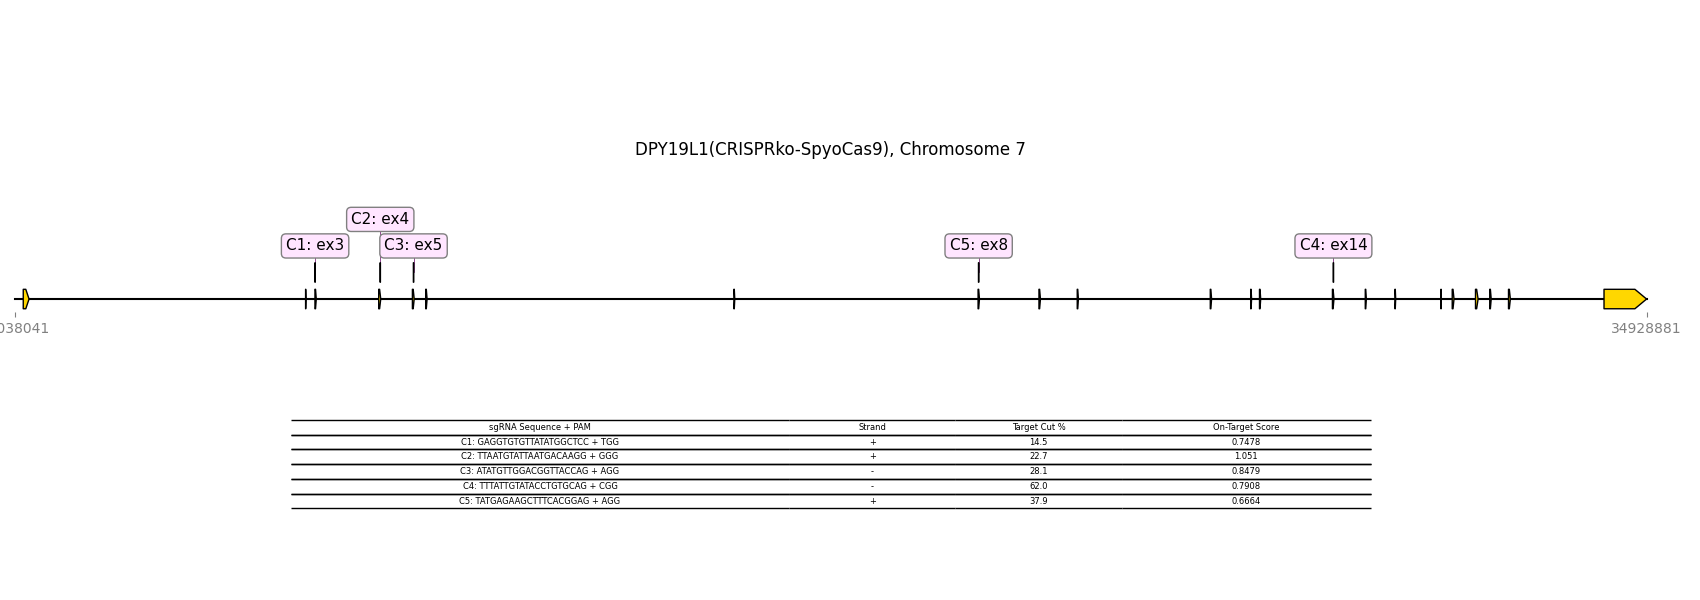 DPY19L1(CRISPRko-SpyoCas9), Chromosome 7
C2: ex4
C1: ex3 C3: ex5 C5: ex8 C4: ex14
038041 34928881
sgRNA Sequence + PAM Strand Target Cut % On-Target Score
C1: GAGGTGTGTTATATGGCTCC + TGG + 14.5 0.7478
C2: TTAATGTATTAATGACAAGG + GGG + 22.7 1.051
C3: ATATGTTGGACGGTTACCAG + AGG - 28.1 0.8479
C4: TTTATTGTATACCTGTGCAG + CGG - 62.0 0.7908
C5: TATGAGAAGCTTTCACGGAG + AGG + 37.9 0.6664